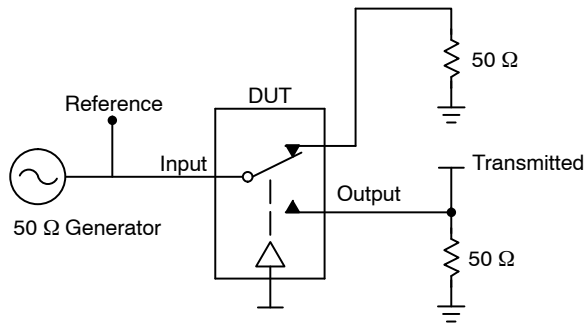 50 Ω
DUT
Reference
Input
Transmitted
Output
50 Ω Generator
50 Ω